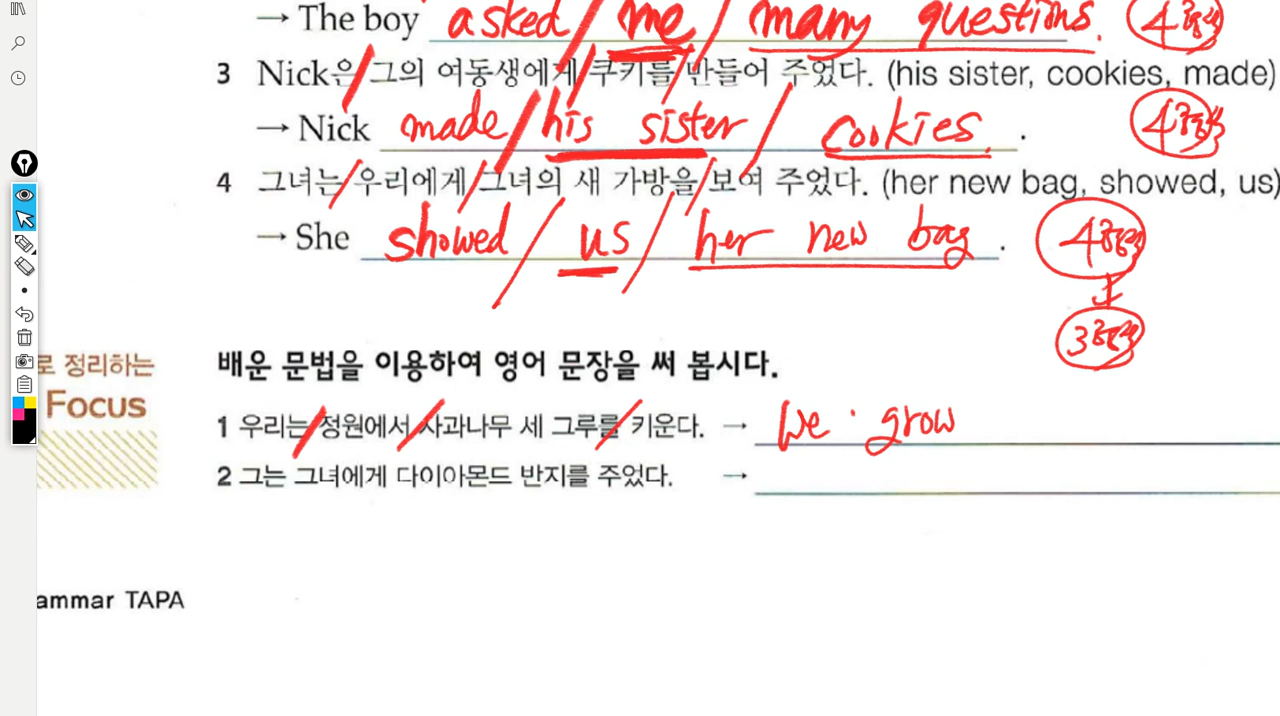 → The boy asked / me / many questions. 4형식
3 Nick은 그의 여동생에게 쿠키를 만들어 주었다. (his sister, cookies, made)
→ Nick made / his sister / cookies. 4형식
4 그녀는 우리에게 그녀의 새 가방을 보여 주었다. (her new bag, showed, us)
→ She showed / us / her new bag. 4형식
↓
3형식
로 정리하는
Focus
배운 문법을 이용하여 영어 문장을 써 봅시다.
1 우리는 정원에서 사과나무 세 그루를 키운다. → We grow
2 그는 그녀에게 다이아몬드 반지를 주었다. →
ammar TAPA